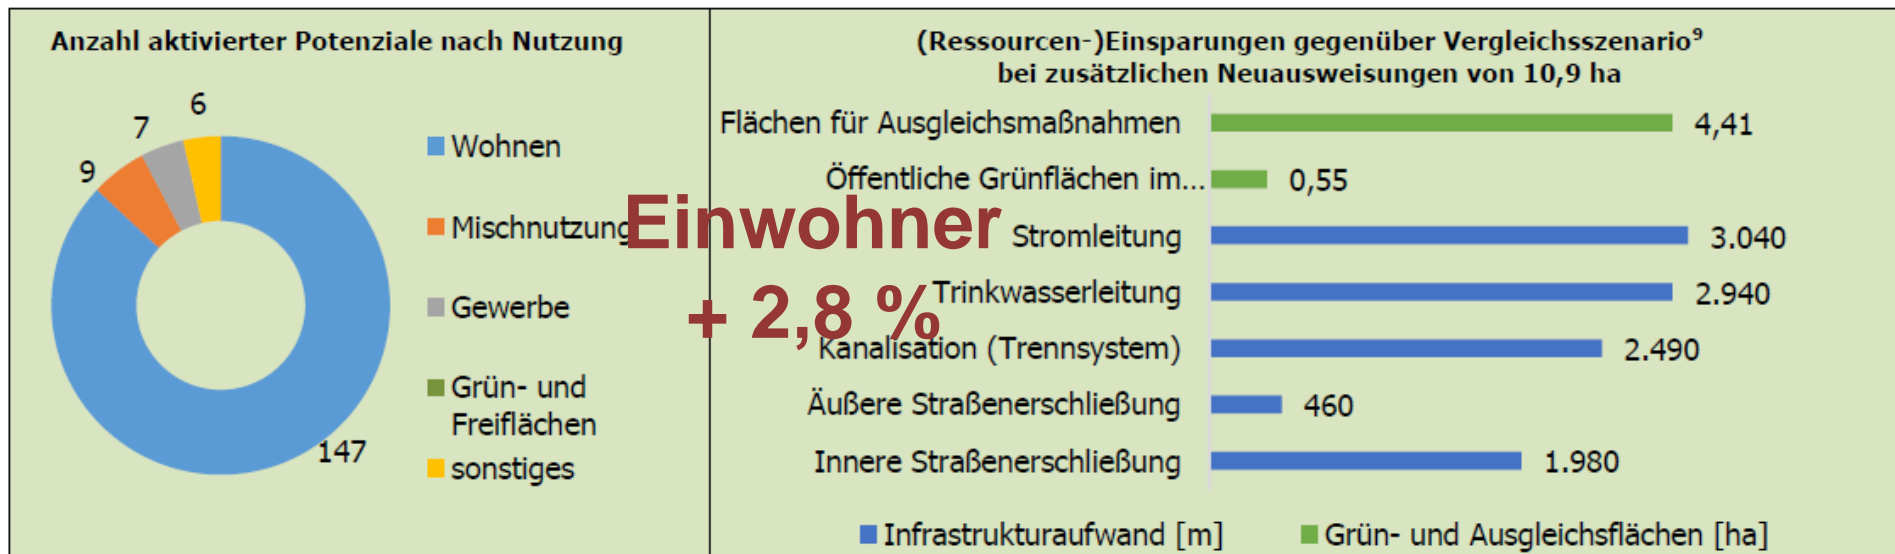 Anzahl aktivierter Potenziale nach Nutzung
6
7
9
147
Wohnen
Mischnutzung
Gewerbe
Grün- und
Freiflächen
sonstiges
Einwohner
+ 2,8 %
(Ressourcen-)Einsparungen gegenüber Vergleichsszenario⁹
bei zusätzlichen Neuausweisungen von 10,9 ha
Flächen für Ausgleichsmaßnahmen 4,41
Öffentliche Grünflächen im... 0,55
Stromleitung 3.040
Trinkwasserleitung 2.940
Kanalisation (Trennsystem) 2.490
Äußere Straßenerschließung 460
Innere Straßenerschließung 1.980
Infrastrukturaufwand [m] Grün- und Ausgleichsflächen [ha]